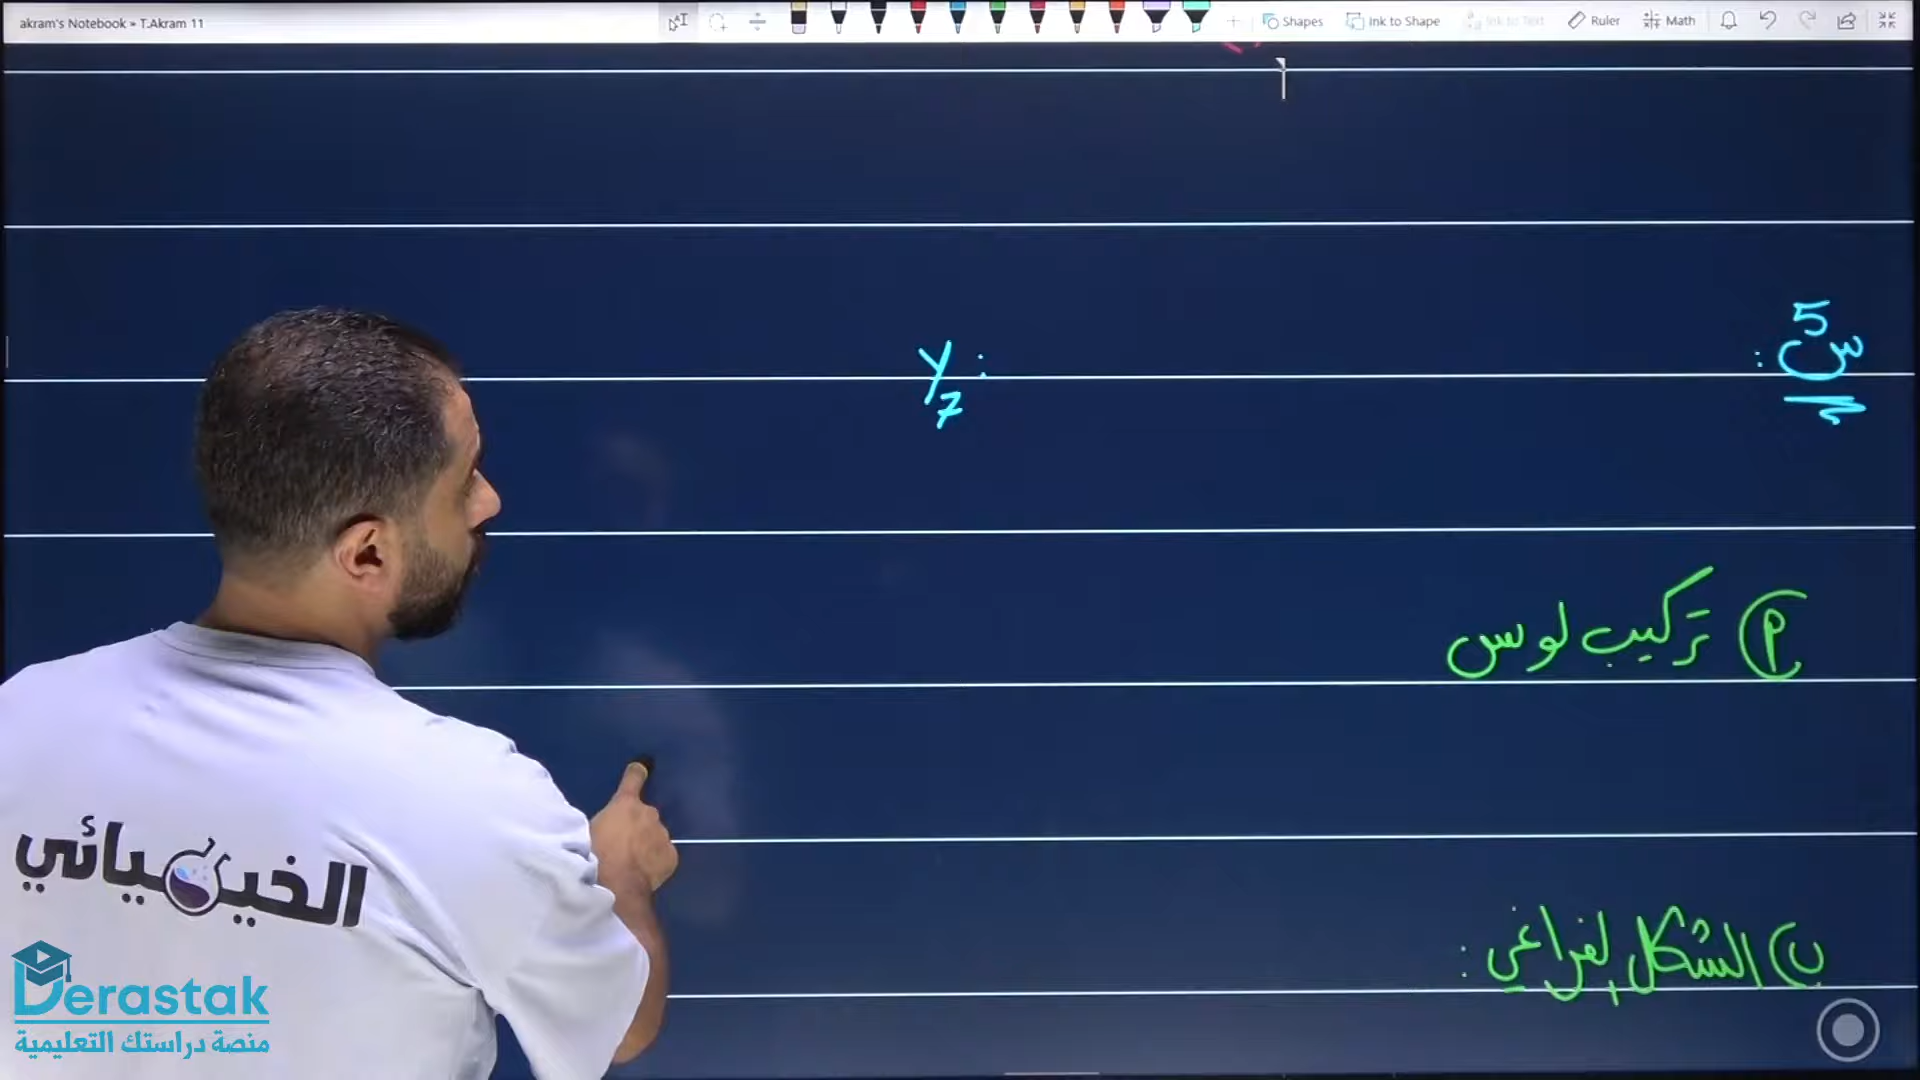 akram's Notebook » T.Akram 11
Shapes Ink to Shape Ink to Text Ruler Math
س5 :
₇Y :
أ) تركيب لويس
ب) الشكل الفراغي :
الخيميائي
Derastak
منصة دراستك التعليمية